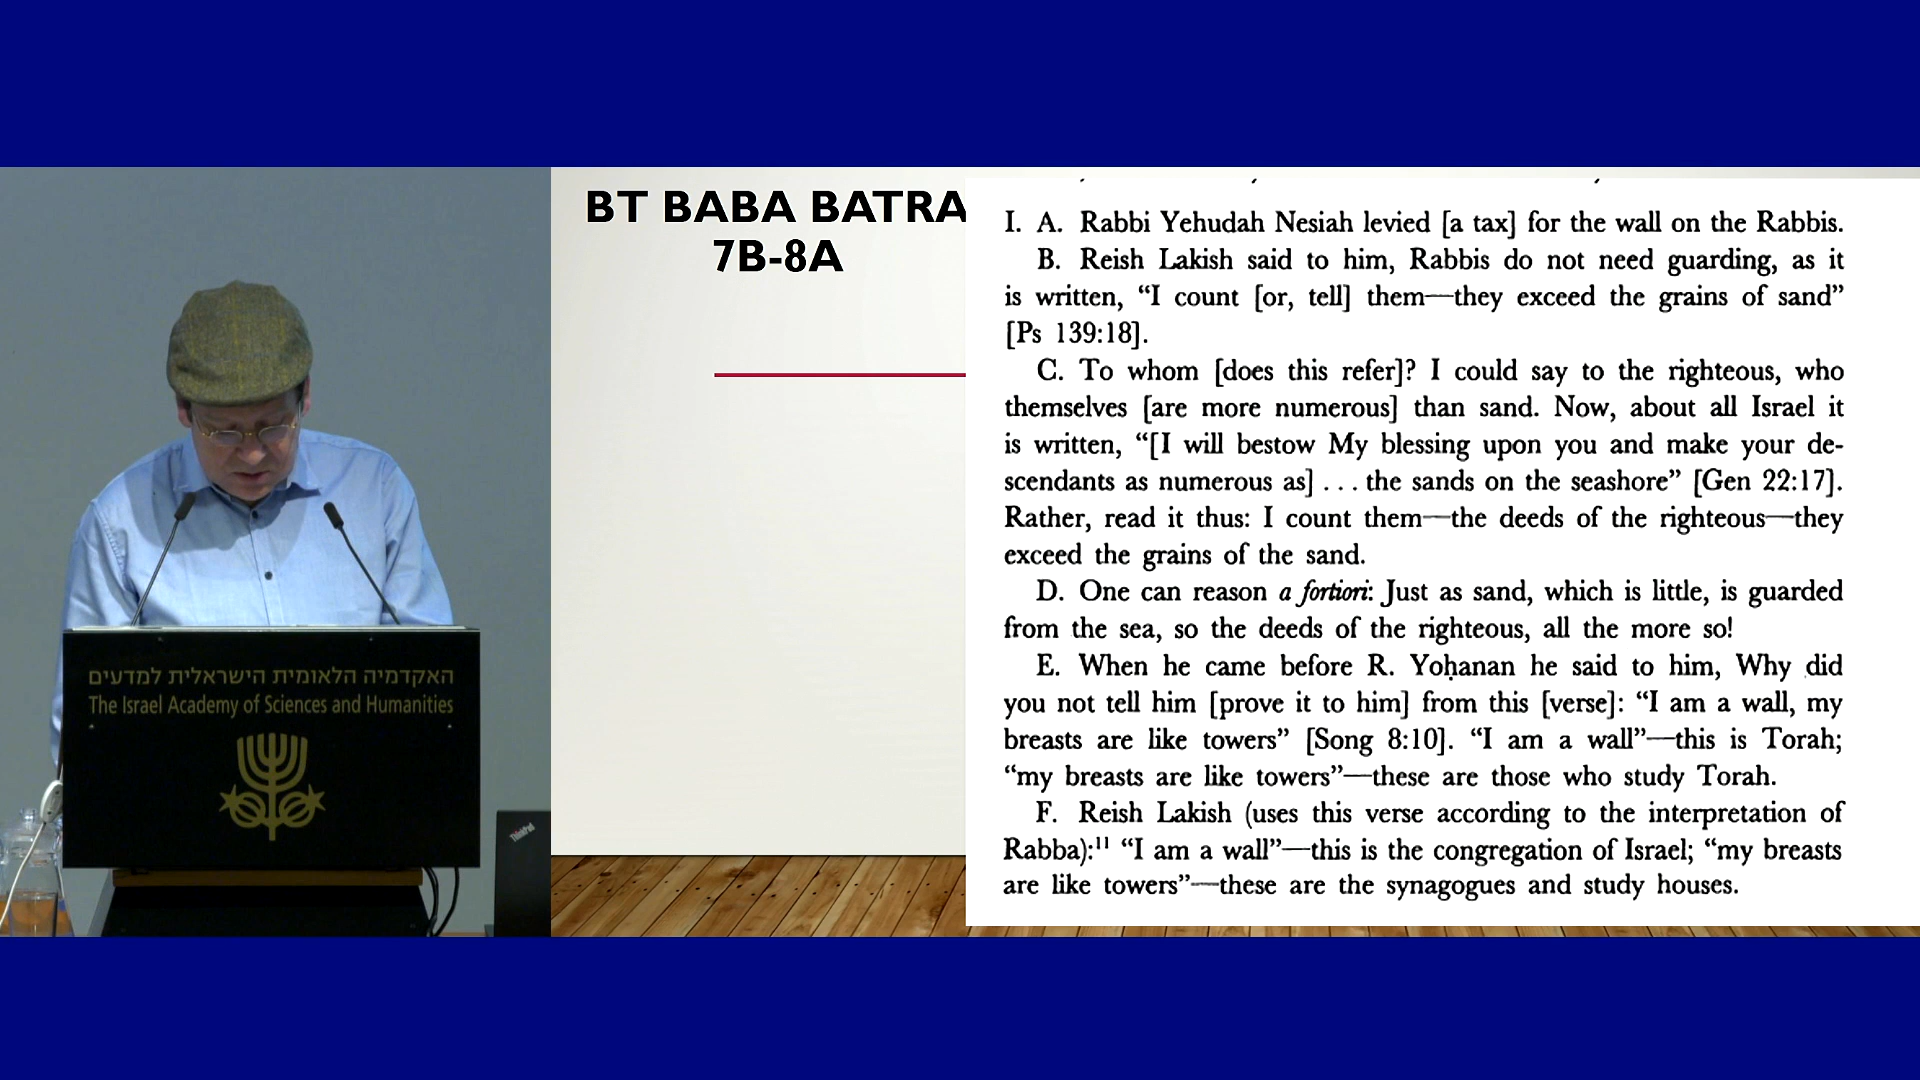 BT BABA BATRA
7B-8A
I. A. Rabbi Yehudah Nesiah levied [a tax] for the wall on the Rabbis.
B. Reish Lakish said to him, Rabbis do not need guarding, as it
is written, “I count [or, tell] them—they exceed the grains of sand”
[Ps 139:18].
C. To whom [does this refer]? I could say to the righteous, who
themselves [are more numerous] than sand. Now, about all Israel it
is written, “[I will bestow My blessing upon you and make your de-
scendants as numerous as] . . . the sands on the seashore” [Gen 22:17].
Rather, read it thus: I count them—the deeds of the righteous—they
exceed the grains of the sand.
D. One can reason a fortiori: Just as sand, which is little, is guarded
from the sea, so the deeds of the righteous, all the more so!
E. When he came before R. Yoḥanan he said to him, Why did
you not tell him [prove it to him] from this [verse]: “I am a wall, my
breasts are like towers” [Song 8:10]. “I am a wall”—this is Torah;
“my breasts are like towers”—these are those who study Torah.
F. Reish Lakish (uses this verse according to the interpretation of
Rabba):¹¹ “I am a wall”—this is the congregation of Israel; “my breasts
are like towers”—these are the synagogues and study houses.
האקדמיה הלאומית הישראלית למדעים
The Israel Academy of Sciences and Humanities
ThinkPad